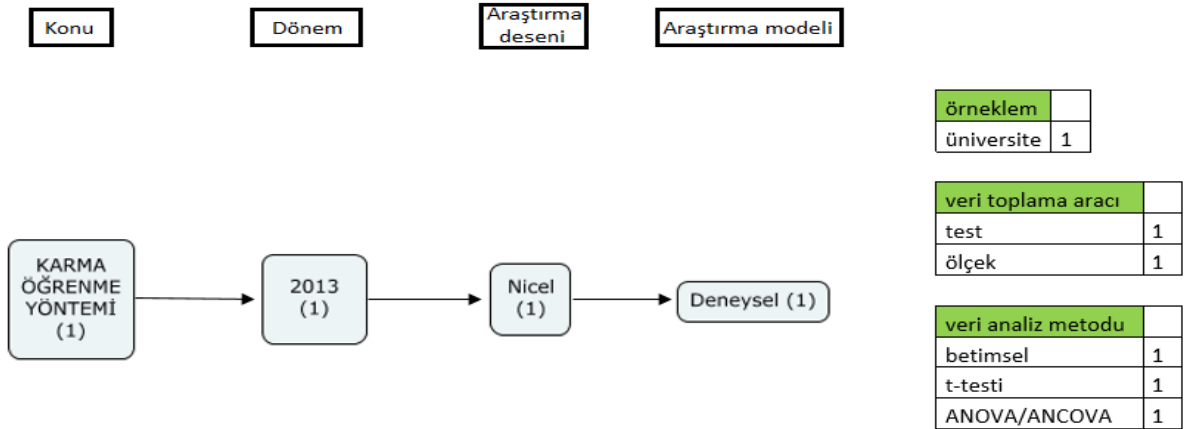 Konu
Dönem
Araştırma
deseni
Araştırma modeli
KARMA
ÖĞRENME
YÖNTEMİ
(1)
2013
(1)
Nicel
(1)
Deneysel (1)
örneklem
üniversite 1
veri toplama aracı
test 1
ölçek 1
veri analiz metodu
betimsel 1
t-testi 1
ANOVA/ANCOVA 1